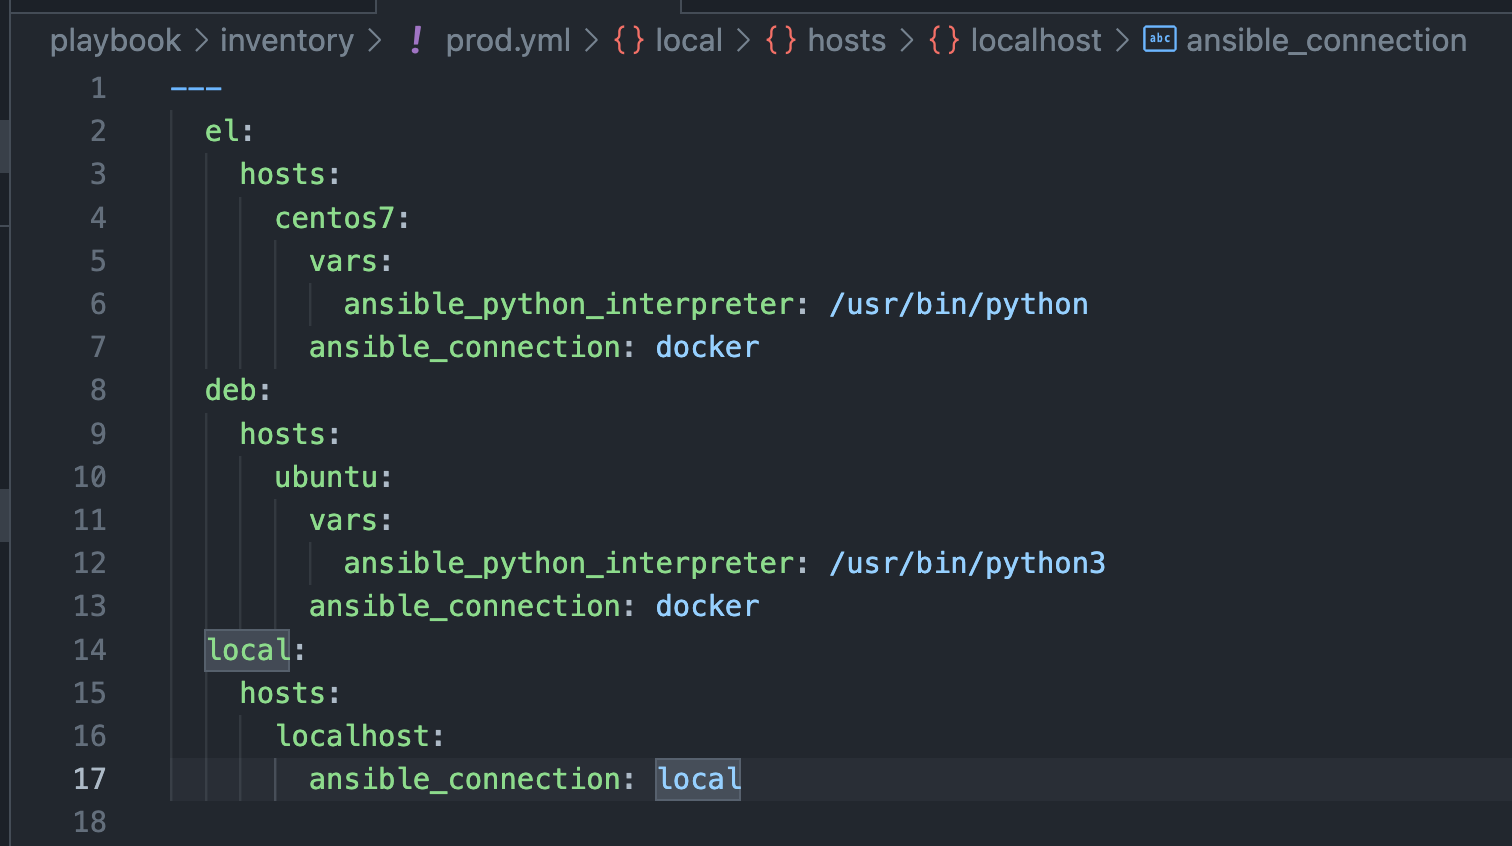 playbook > inventory > ! prod.yml > {} local > {} hosts > {} localhost > abc ansible_connection
1 ---
2 el:
3 hosts:
4 centos7:
5 vars:
6 ansible_python_interpreter: /usr/bin/python
7 ansible_connection: docker
8 deb:
9 hosts:
10 ubuntu:
11 vars:
12 ansible_python_interpreter: /usr/bin/python3
13 ansible_connection: docker
14 local:
15 hosts:
16 localhost:
17 ansible_connection: local
18